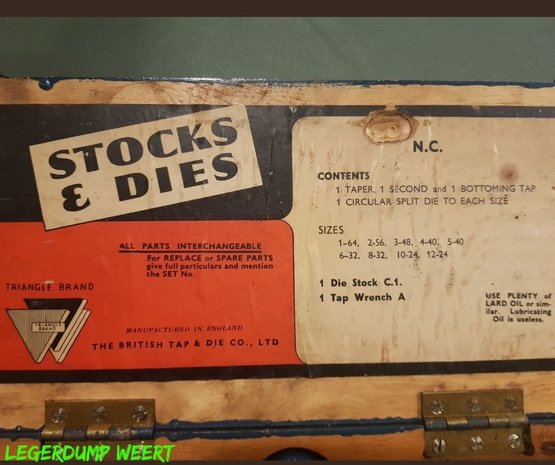 STOCKS
& DIES
ALL PARTS INTERCHANGEABLE
For REPLACE or SPARE PARTS
give full particulars and mention
the SET No.
TRIANGLE BRAND
TRIANGLE
BRAND
MANUFACTURED IN ENGLAND
THE BRITISH TAP & DIE CO., LTD
N.C.
CONTENTS
1 TAPER, 1 SECOND and 1 BOTTOMING TAP
1 CIRCULAR SPLIT DIE TO EACH SIZE
SIZES
1-64, 2-56, 3-48, 4-40, 5-40
6-32, 8-32, 10-24, 12-24
1 Die Stock C.1.
1 Tap Wrench A
USE PLENTY of
LARD OIL or sim-
ilar. Lubricating
Oil is useless.
LEGERDUMP WEERT